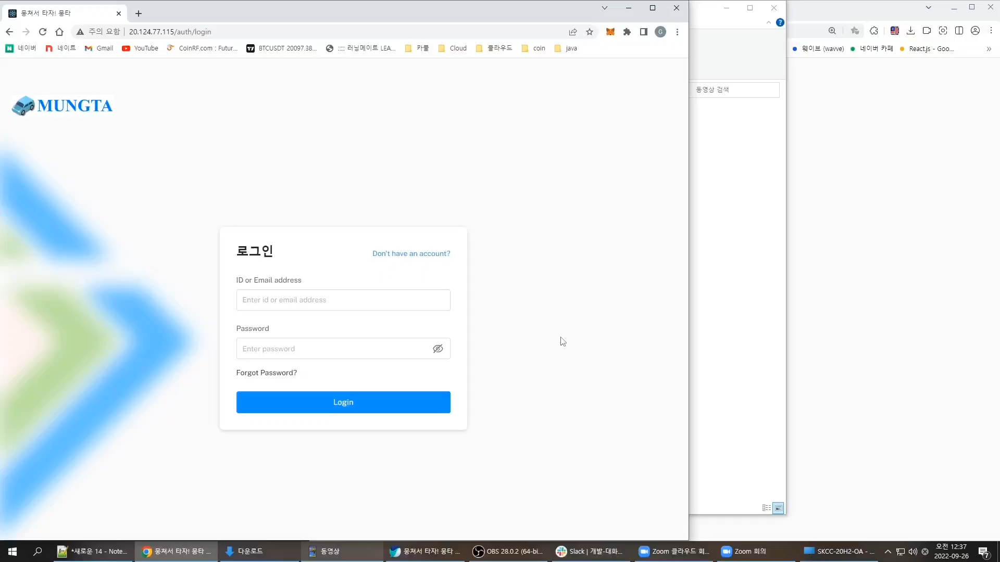 뭉쳐서 타자! 뭉타
주의 요함 | 20.124.77.115/auth/login
네이버 네이트 Gmail YouTube CoinRF.com : Futur... BTCUSDT 20097.38... ::::: 러닝메이트 LEA... 카풀 Cloud 클라우드 coin java
웨이브 (wavve) 네이버 카페 React.js - Goo...
동영상 검색
MUNGTA
로그인
Don't have an account?
ID or Email address
Enter id or email address
Password
Enter password
Forgot Password?
Login
*새로운 14 - Note... 뭉쳐서 타자! 뭉타 ... 다운로드 동영상 뭉쳐서 타자! 뭉타 ... OBS 28.0.2 (64-bi... Slack | 개발-대화... Zoom 클라우드 회... Zoom 회의 SKCC-20H2-OA - ...
오전 12:37
2022-09-26
7